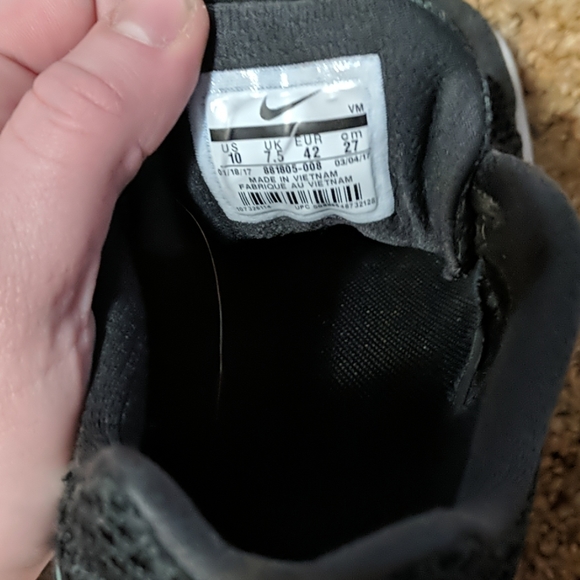 VM
US UK EUR cm
10 7.5 42 27
01/18/17 881805-008 03/04/17
MADE IN VIETNAM
FABRIQUE AU VIETNAM
UPC